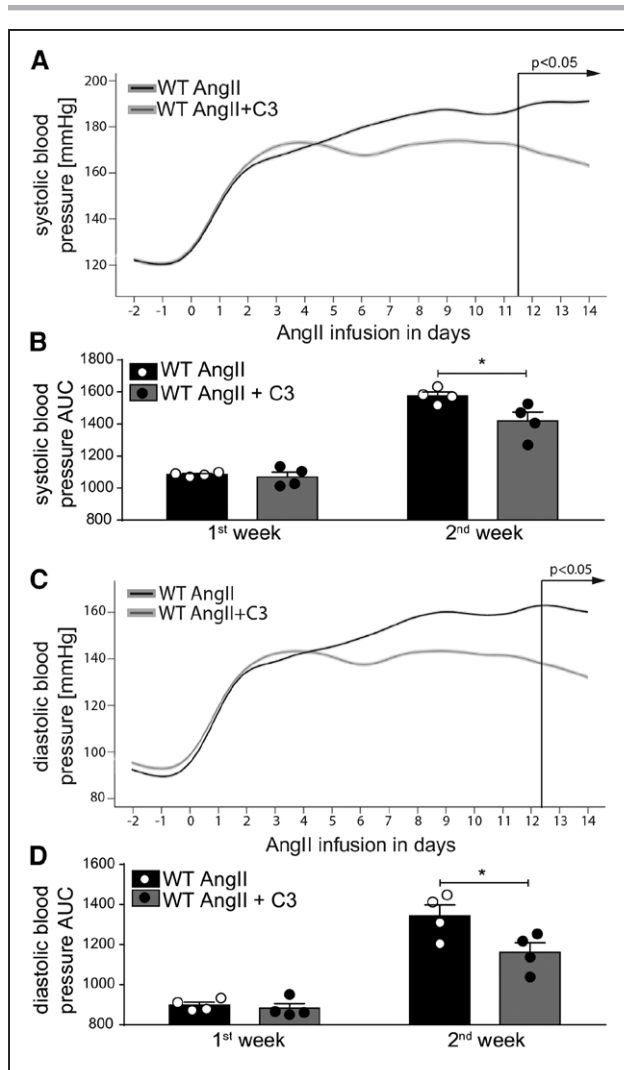 A
p<0.05
WT AngII
WT AngII+C3
systolic blood
pressure [mmHg]
200
180
160
140
120
-2 -1 0 1 2 3 4 5 6 7 8 9 10 11 12 13 14
AngII infusion in days
B
WT AngII
WT AngII + C3
*
systolic blood
pressure AUC
1800
1600
1400
1200
1000
800
1st week
2nd week
C
p<0.05
WT AngII
WT AngII+C3
diastolic blood
pressure [mmHg]
160
140
120
100
80
-2 -1 0 1 2 3 4 5 6 7 8 9 10 11 12 13 14
AngII infusion in days
D
WT AngII
WT AngII + C3
*
diastolic blood
pressure AUC
1600
1400
1200
1000
800
1st week
2nd week